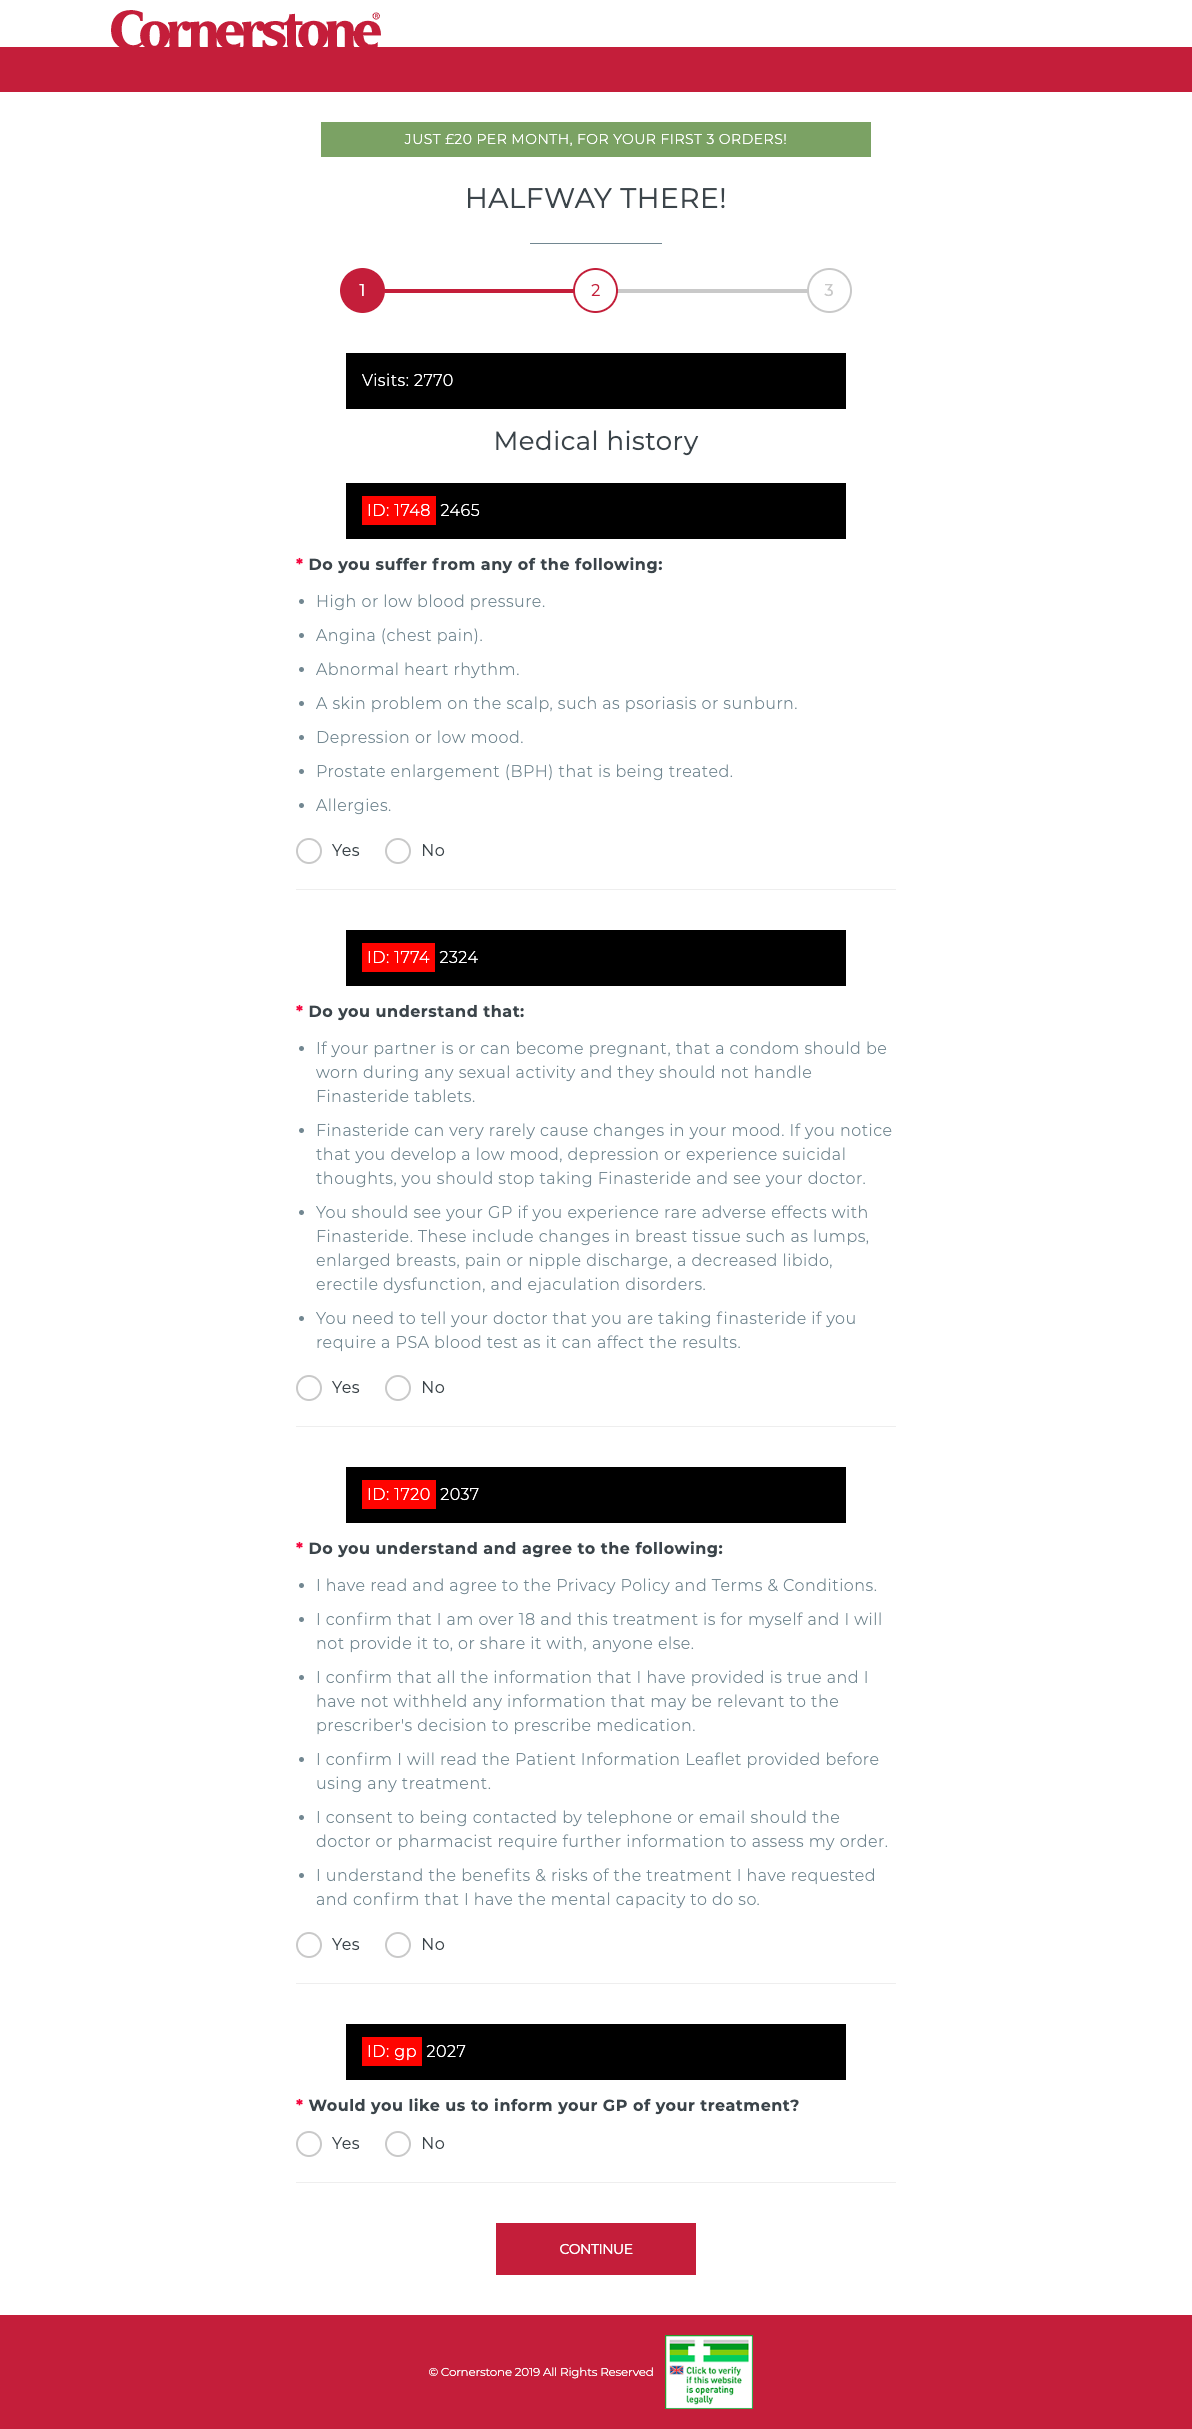 Cornerstone®
JUST £20 PER MONTH, FOR YOUR FIRST 3 ORDERS!
HALFWAY THERE!
1 2 3
Visits: 2770
Medical history
ID: 1748 2465
* Do you suffer from any of the following:
• High or low blood pressure.
• Angina (chest pain).
• Abnormal heart rhythm.
• A skin problem on the scalp, such as psoriasis or sunburn.
• Depression or low mood.
• Prostate enlargement (BPH) that is being treated.
• Allergies.
Yes No
ID: 1774 2324
* Do you understand that:
• If your partner is or can become pregnant, that a condom should be
worn during any sexual activity and they should not handle
Finasteride tablets.
• Finasteride can very rarely cause changes in your mood. If you notice
that you develop a low mood, depression or experience suicidal
thoughts, you should stop taking Finasteride and see your doctor.
• You should see your GP if you experience rare adverse effects with
Finasteride. These include changes in breast tissue such as lumps,
enlarged breasts, pain or nipple discharge, a decreased libido,
erectile dysfunction, and ejaculation disorders.
• You need to tell your doctor that you are taking finasteride if you
require a PSA blood test as it can affect the results.
Yes No
ID: 1720 2037
* Do you understand and agree to the following:
• I have read and agree to the Privacy Policy and Terms & Conditions.
• I confirm that I am over 18 and this treatment is for myself and I will
not provide it to, or share it with, anyone else.
• I confirm that all the information that I have provided is true and I
have not withheld any information that may be relevant to the
prescriber's decision to prescribe medication.
• I confirm I will read the Patient Information Leaflet provided before
using any treatment.
• I consent to being contacted by telephone or email should the
doctor or pharmacist require further information to assess my order.
• I understand the benefits & risks of the treatment I have requested
and confirm that I have the mental capacity to do so.
Yes No
ID: gp 2027
* Would you like us to inform your GP of your treatment?
Yes No
CONTINUE
© Cornerstone 2019 All Rights Reserved
Click to verify
if this website
is operating
legally